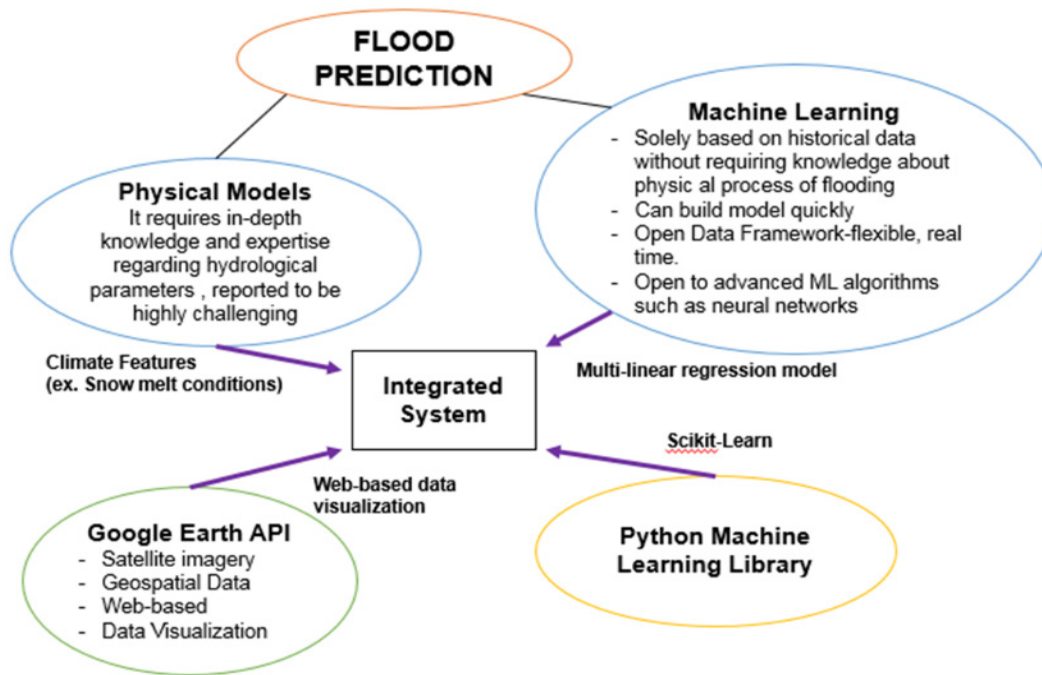 FLOOD
PREDICTION
Machine Learning
- Solely based on historical data
without requiring knowledge about
physic al process of flooding
- Can build model quickly
- Open Data Framework-flexible, real
time.
- Open to advanced ML algorithms
such as neural networks
Physical Models
It requires in-depth
knowledge and expertise
regarding hydrological
parameters , reported to be
highly challenging
Climate Features
(ex. Snow melt conditions)
Integrated
System
Multi-linear regression model
Scikit-Learn
Web-based data
visualization
Google Earth API
- Satellite imagery
- Geospatial Data
- Web-based
- Data Visualization
Python Machine
Learning Library